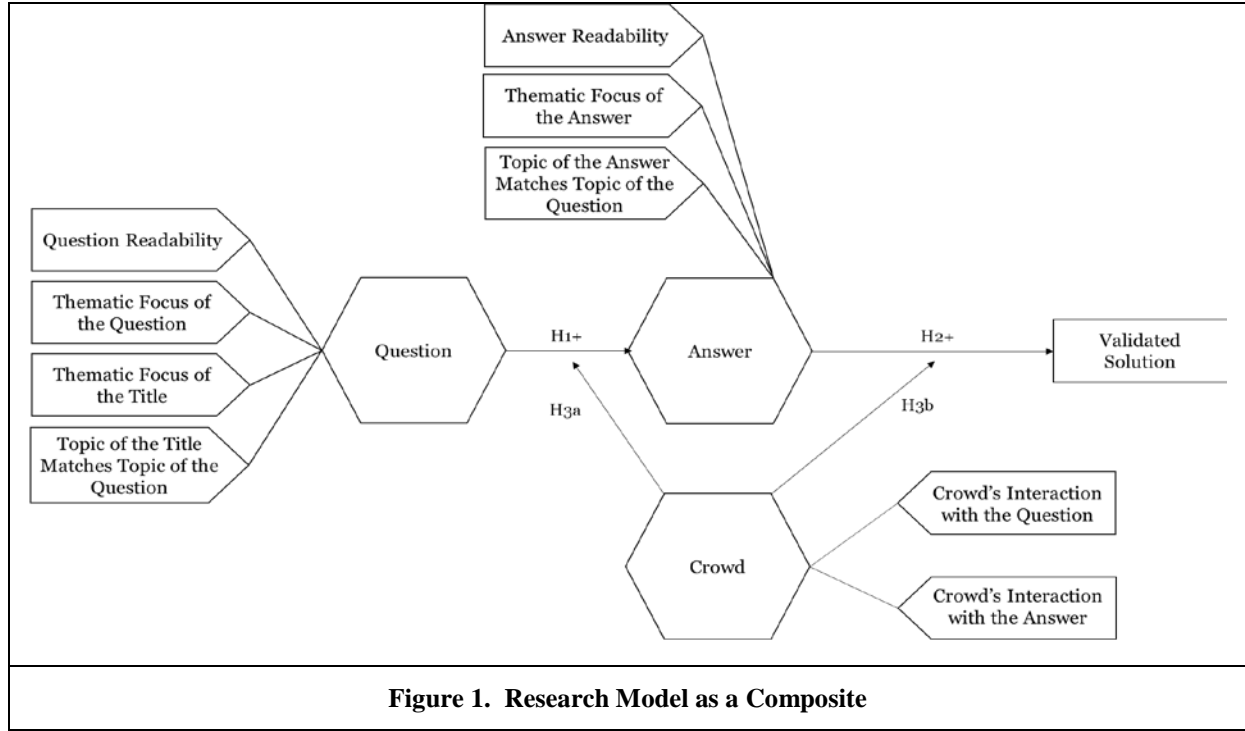 Answer Readability
Thematic Focus of
the Answer
Topic of the Answer
Matches Topic of the
Question
Question Readability
Thematic Focus of
the Question
Thematic Focus of
the Title
Topic of the Title
Matches Topic of the
Question
Question
H1+
Answer
H2+
Validated
Solution
H3a
H3b
Crowd
Crowd's Interaction
with the Question
Crowd's Interaction
with the Answer
Figure 1. Research Model as a Composite